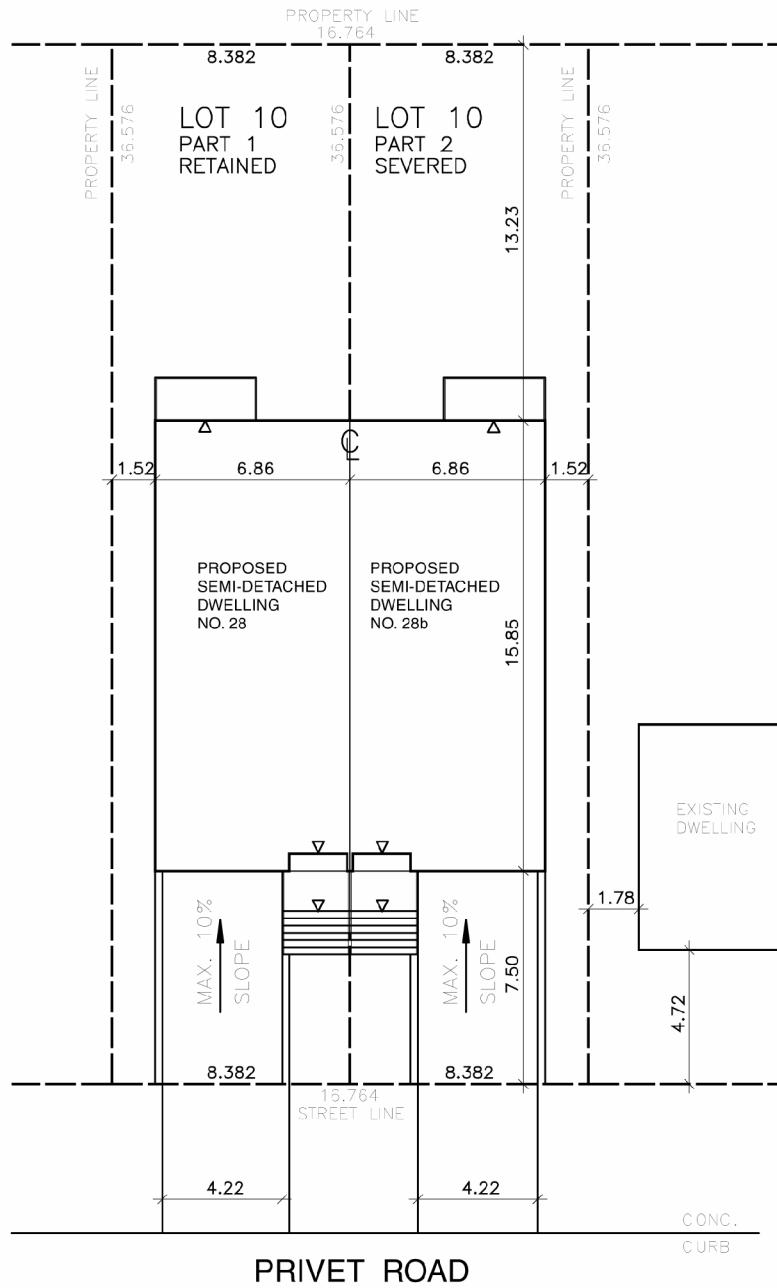 PROPERTY LINE
16.764
8.382
8.382
PROPERTY LINE
36.576
LOT 10
PART 1
RETAINED
36.576
LOT 10
PART 2
SEVERED
PROPERTY LINE
36.576
13.23
CL
1.52
6.86
6.86
1.52
PROPOSED
SEMI-DETACHED
DWELLING
NO. 28
PROPOSED
SEMI-DETACHED
DWELLING
NO. 28b
15.85
EXISTING
DWELLING
1.78
MAX. 10%
SLOPE
MAX. 10%
SLOPE
7.50
4.72
8.382
8.382
16.764
STREET LINE
4.22
4.22
CONC.
CURB
PRIVET ROAD